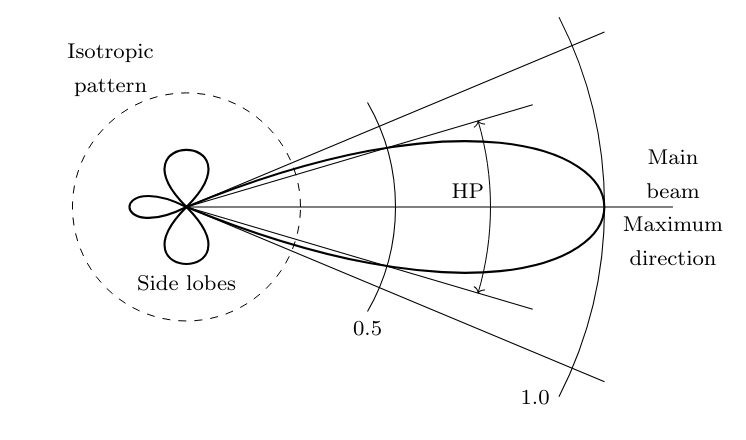 Isotropic
pattern
Main
beam
HP
Maximum
direction
Side lobes
0.5
1.0